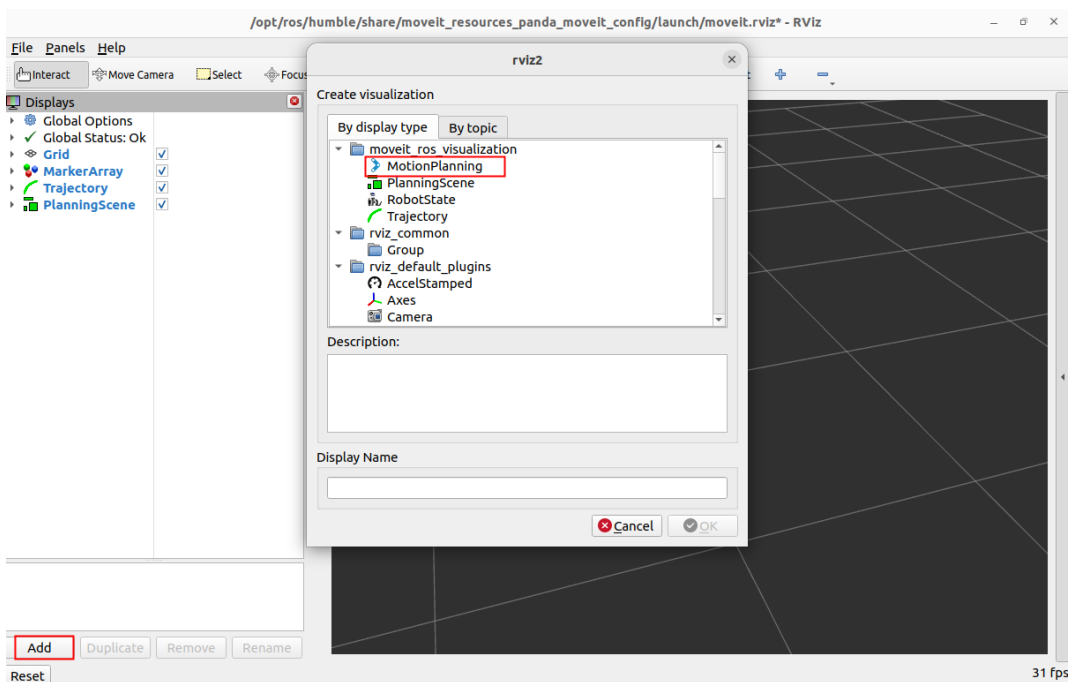 /opt/ros/humble/share/moveit_resources_panda_moveit_config/launch/moveit.rviz* - RViz
File Panels Help
Interact Move Camera Select Focus
Displays
Global Options
Global Status: Ok
Grid
MarkerArray
Trajectory
PlanningScene
Add Duplicate Remove Rename
Reset
rviz2
Create visualization
By display type By topic
moveit_ros_visualization
MotionPlanning
PlanningScene
RobotState
Trajectory
rviz_common
Group
rviz_default_plugins
AccelStamped
Axes
Camera
Description:
Display Name
Cancel OK
31 fps